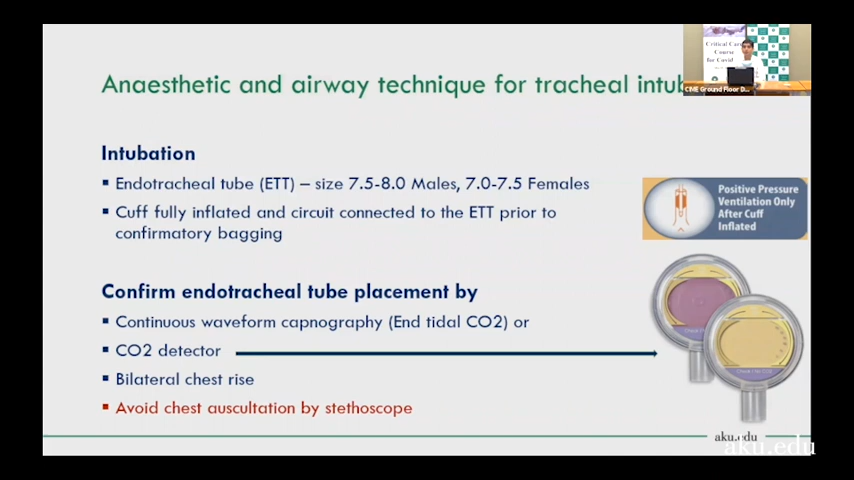 Critical Car
Course
for Covid
CME Ground Floor D...
Anaesthetic and airway technique for tracheal intub
Intubation
▪ Endotracheal tube (ETT) – size 7.5-8.0 Males, 7.0-7.5 Females
▪ Cuff fully inflated and circuit connected to the ETT prior to
confirmatory bagging
Positive Pressure
Ventilation Only
After Cuff
Inflated
Confirm endotracheal tube placement by
▪ Continuous waveform capnography (End tidal CO2) or
▪ CO2 detector
▪ Bilateral chest rise
▪ Avoid chest auscultation by stethoscope
aku.edu
aku.edu